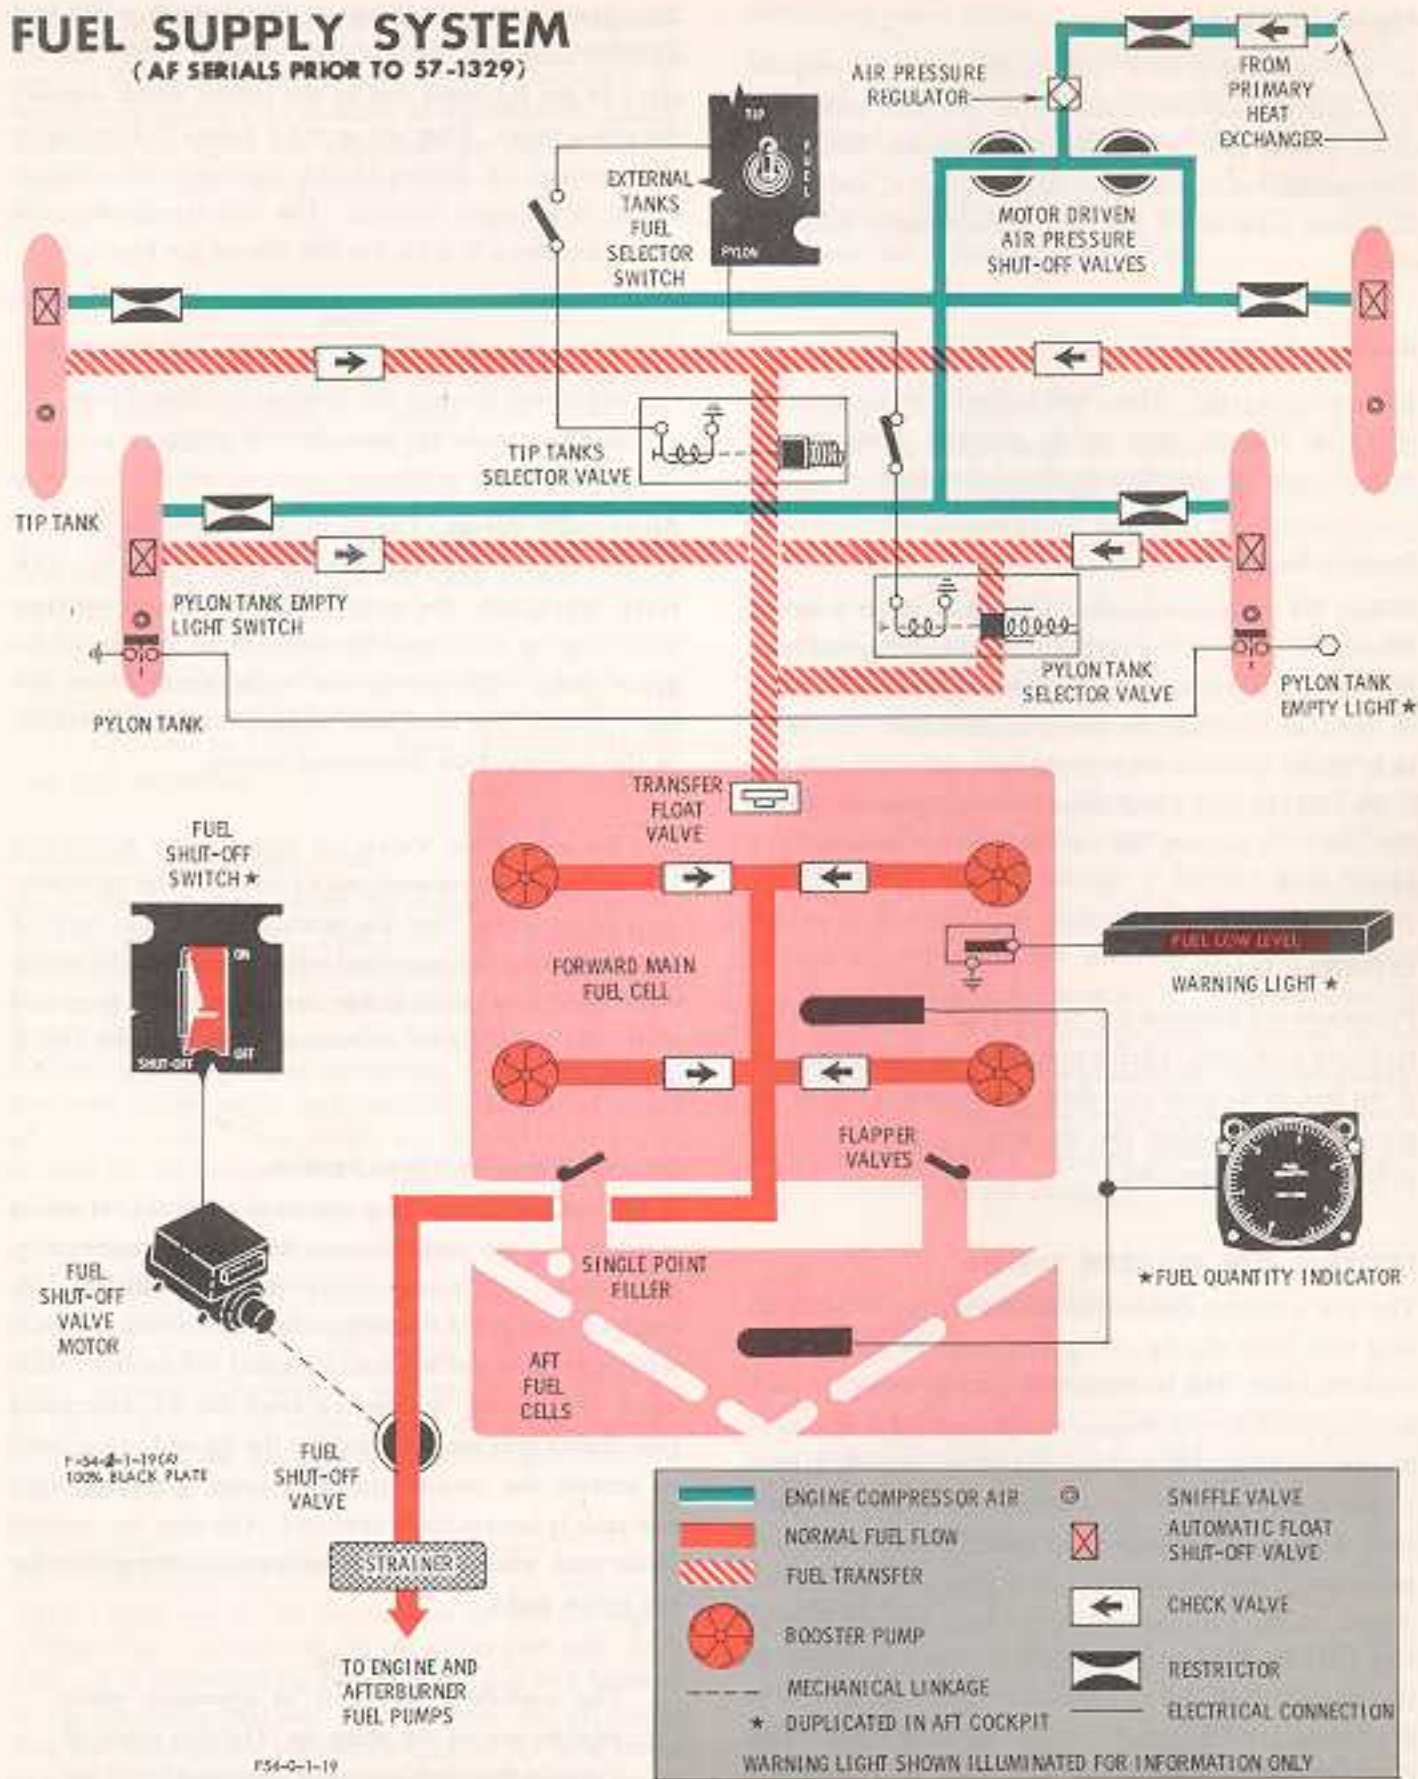 FUEL SUPPLY SYSTEM
(AF SERIALS PRIOR TO 57-1329)
AIR PRESSURE
REGULATOR
FROM
PRIMARY
HEAT
EXCHANGER
TIP
FUEL
PYLON
EXTERNAL
TANKS
FUEL
SELECTOR
SWITCH
MOTOR DRIVEN
AIR PRESSURE
SHUT-OFF VALVES
TIP TANKS
SELECTOR VALVE
TIP TANK
PYLON TANK EMPTY
LIGHT SWITCH
PYLON TANK
SELECTOR VALVE
PYLON TANK
EMPTY LIGHT ★
PYLON TANK
TRANSFER
FLOAT
VALVE
FUEL
SHUT-OFF
SWITCH ★
ON
SHUT-OFF
OFF
FORWARD MAIN
FUEL CELL
FUEL LOW LEVEL
WARNING LIGHT ★
FLAPPER
VALVES
FUEL
SHUT-OFF
VALVE
MOTOR
SINGLE POINT
FILLER
★ FUEL QUANTITY INDICATOR
AFT
FUEL
CELLS
100% BLACK PLATE
FUEL
SHUT-OFF
VALVE
STRAINER
TO ENGINE AND
AFTERBURNER
FUEL PUMPS
ENGINE COMPRESSOR AIR
NORMAL FUEL FLOW
FUEL TRANSFER
BOOSTER PUMP
MECHANICAL LINKAGE
★ DUPLICATED IN AFT COCKPIT
SNIFFLE VALVE
AUTOMATIC FLOAT
SHUT-OFF VALVE
CHECK VALVE
RESTRICTOR
ELECTRICAL CONNECTION
WARNING LIGHT SHOWN ILLUMINATED FOR INFORMATION ONLY